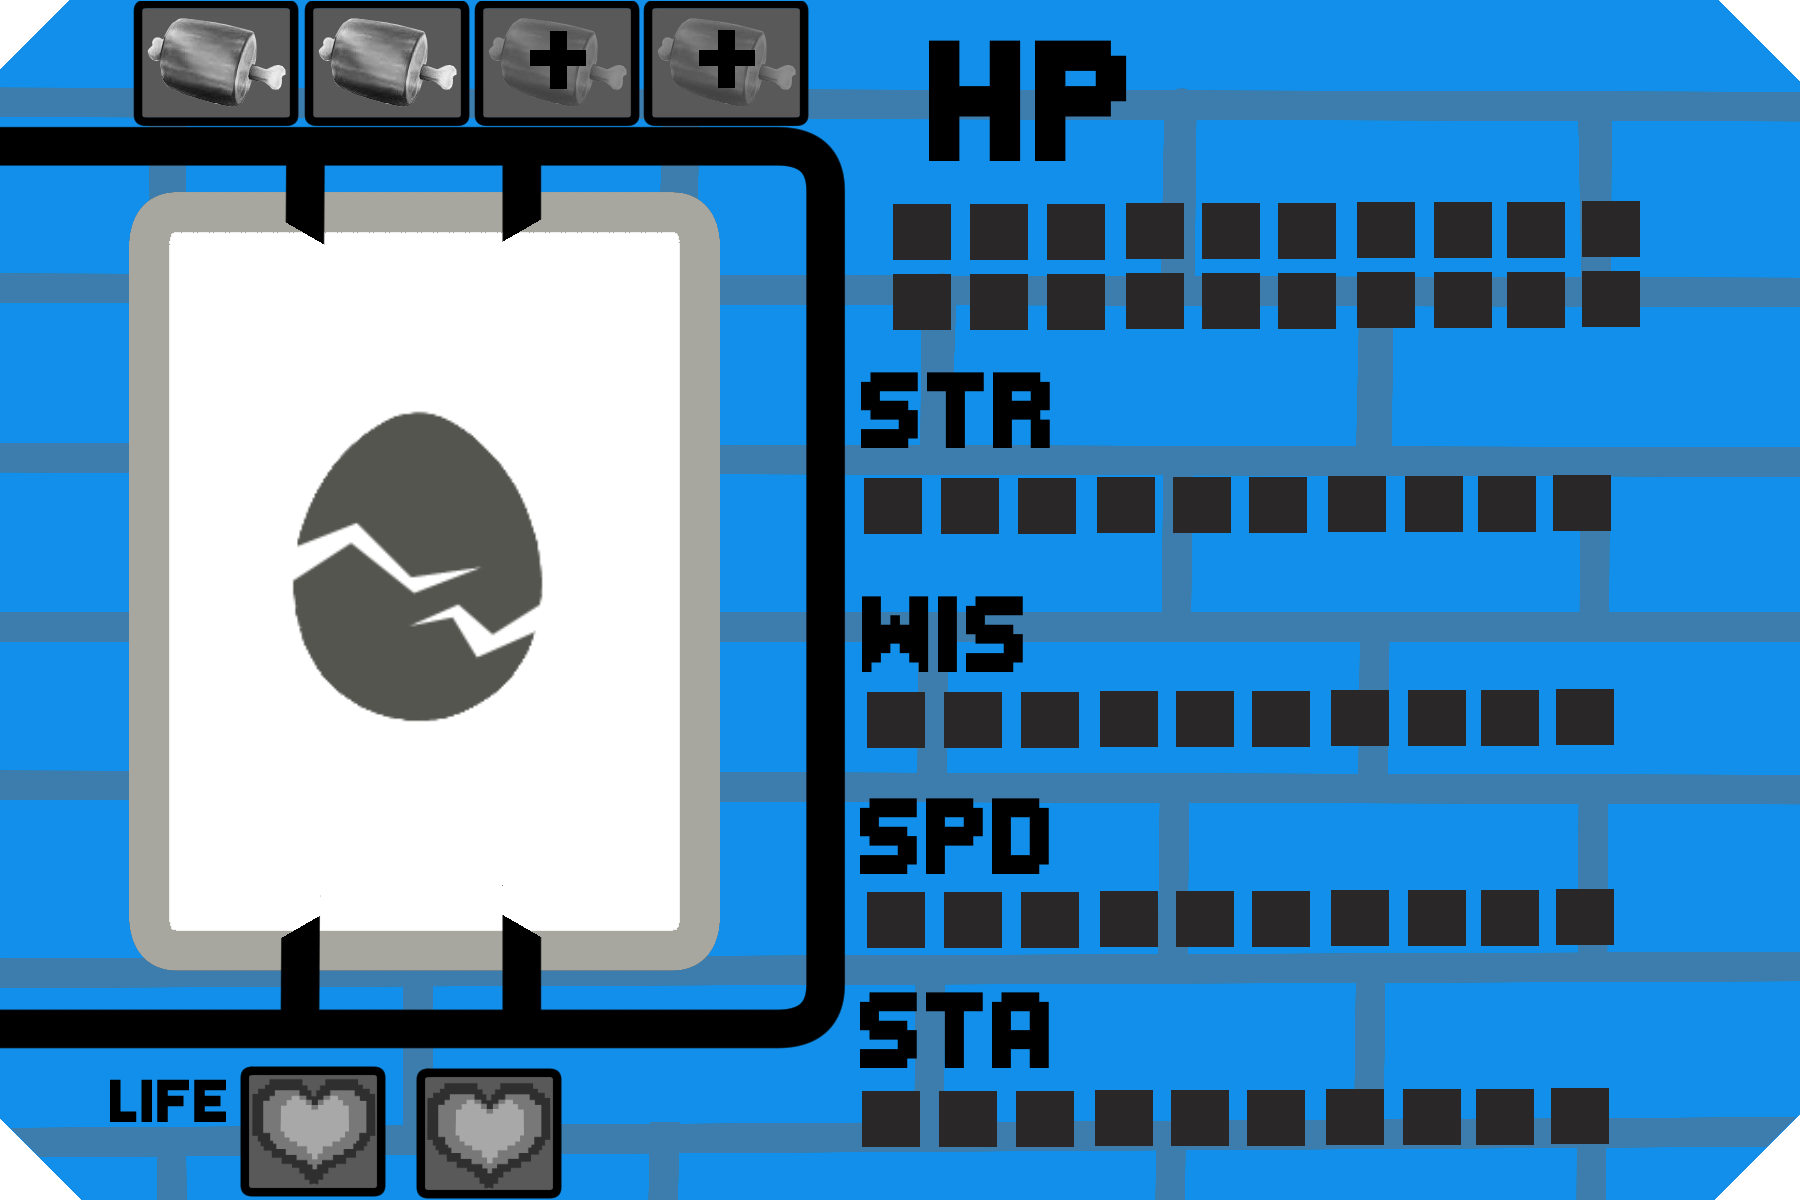 + +
HP
STR
WIS
SPD
STA
LIFE